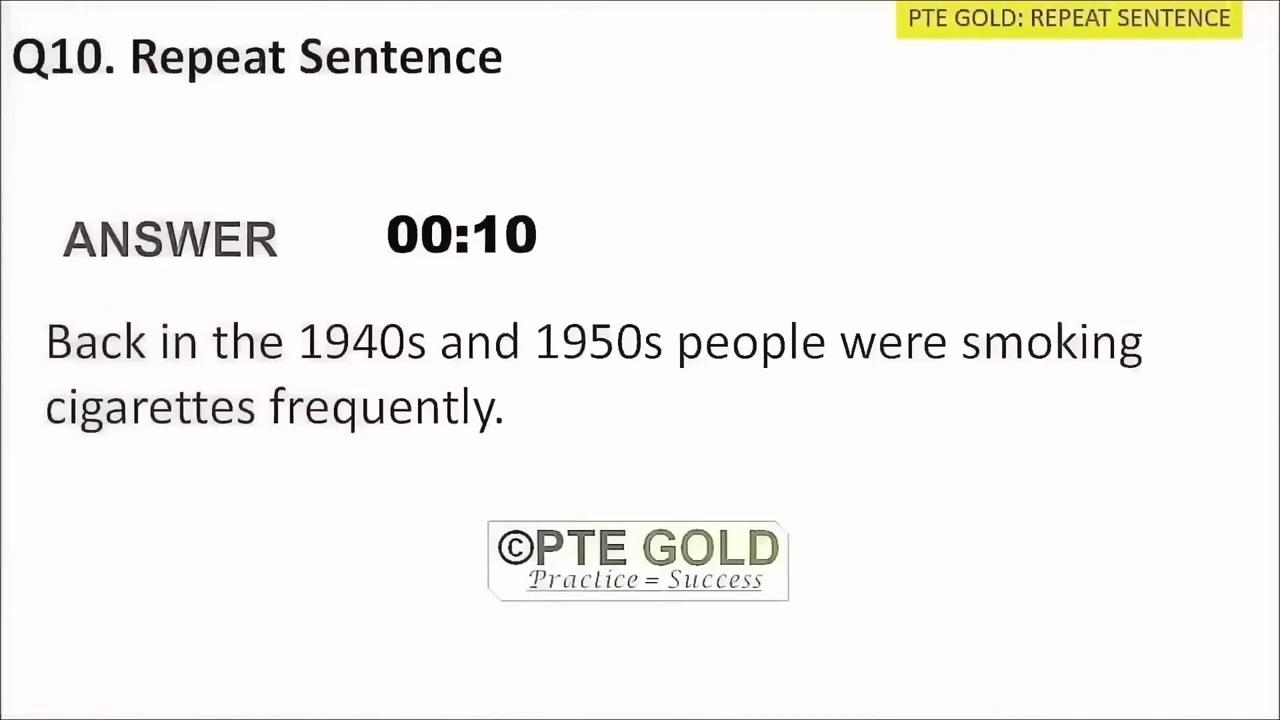 PTE GOLD: REPEAT SENTENCE
Q10. Repeat Sentence
ANSWER 00:10
Back in the 1940s and 1950s people were smoking
cigarettes frequently.
©PTE GOLD
Practice = Success